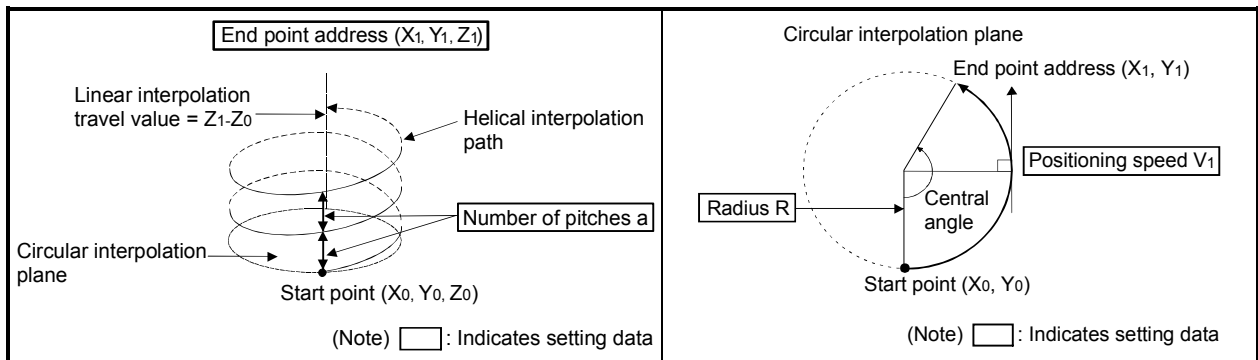 End point address (X1, Y1, Z1)
Linear interpolation
travel value = Z1-Z0
Helical interpolation
path
Number of pitches a
Circular interpolation
plane
Start point (X0, Y0, Z0)
(Note) : Indicates setting data
Circular interpolation plane
End point address (X1, Y1)
Positioning speed V1
Radius R
Central
angle
Start point (X0, Y0)
(Note) : Indicates setting data